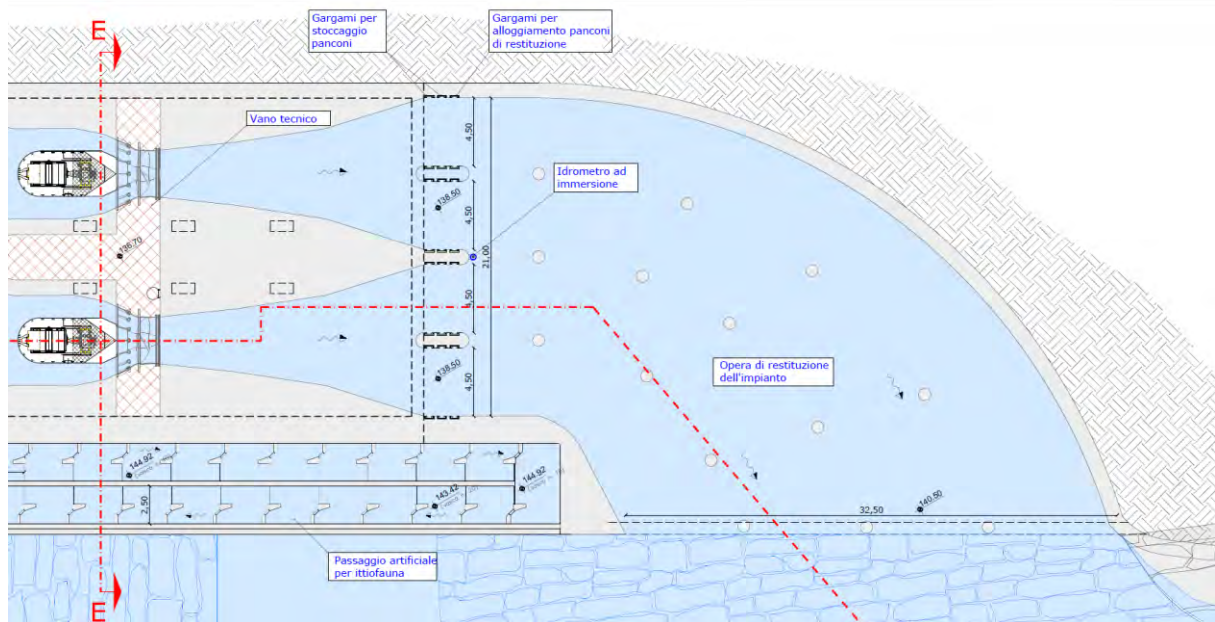 Gargami per
stoccaggio
panconi
Gargami per
alloggiamento panconi
di restituzione
E
Vano tecnico
4,50
Idrometro ad
immersione
138.50
4,50
136.70
21,00
4,50
138.50
4,50
Opera di restituzione
dell'impianto
144.92
144.92
143.42
2,50
140.50
32,50
Passaggio artificiale
per ittiofauna
E